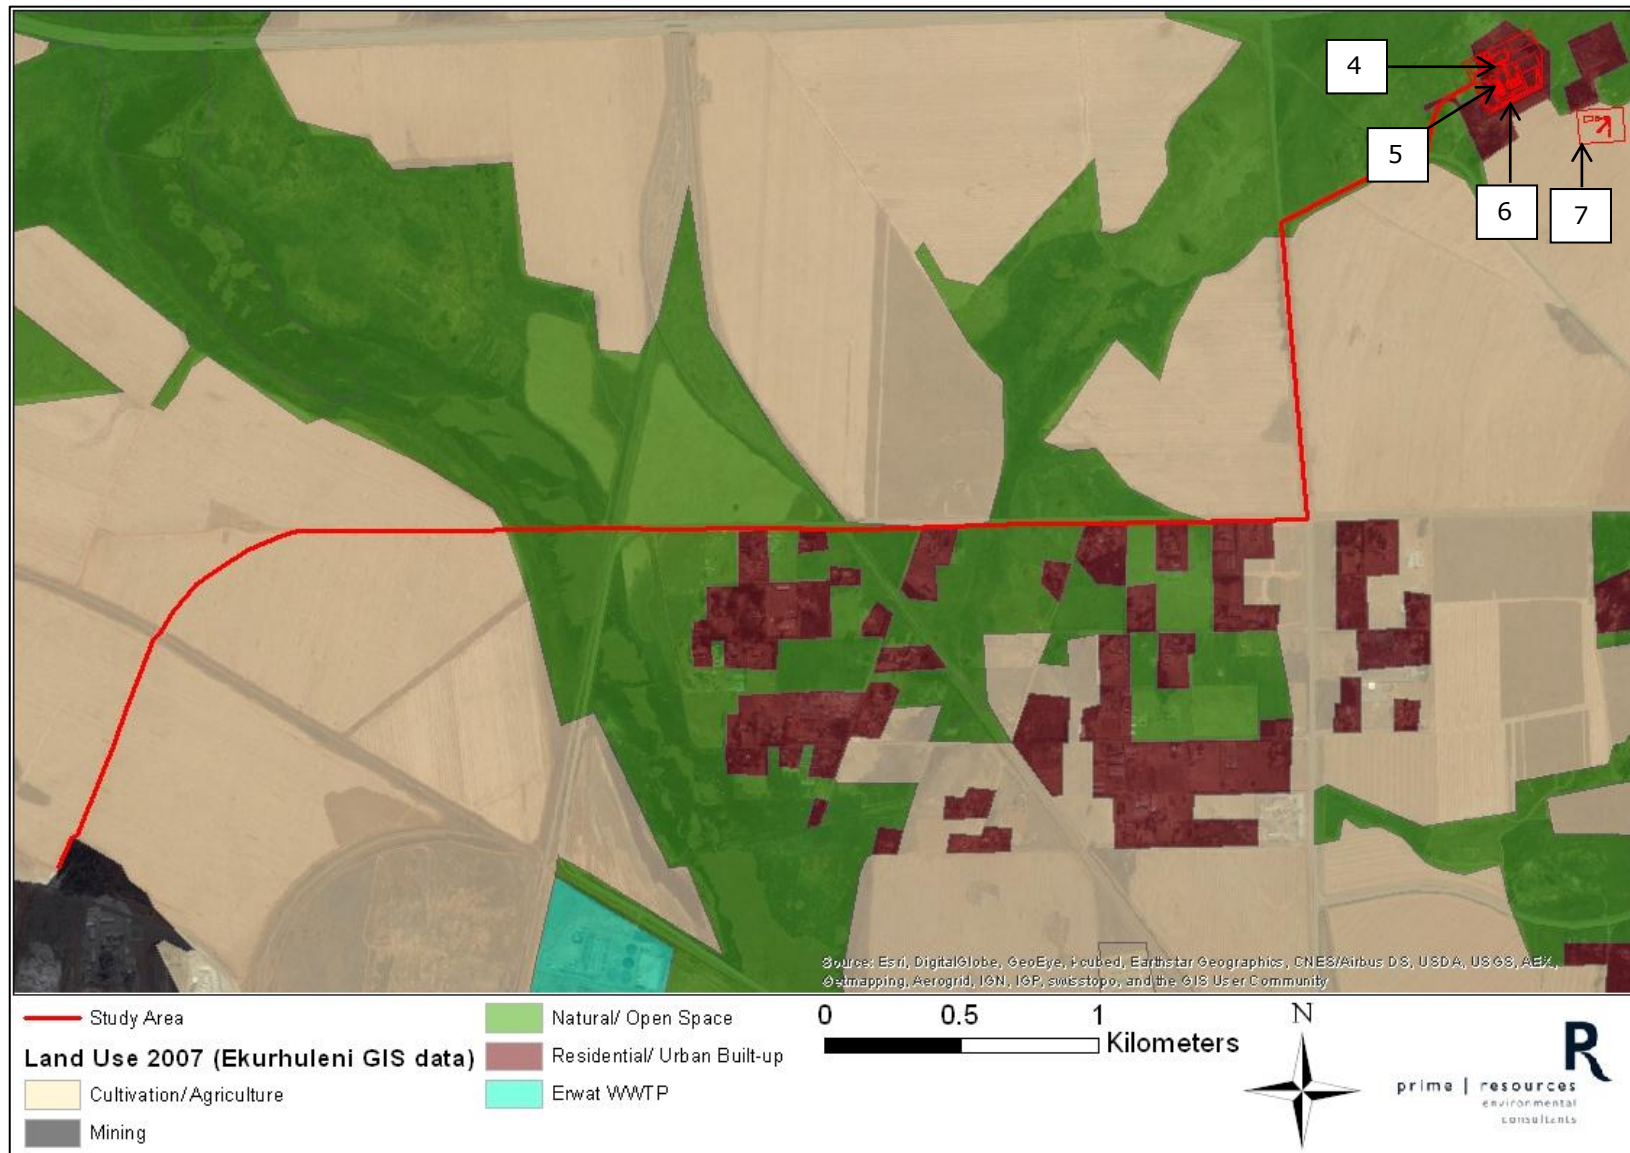 4
5
6
7
Source: Esri, DigitalGlobe, GeoEye, i-cubed, Earthstar Geographics, CNES/Airbus DS, USDA, USGS, AEX,
Getmapping, Aerogrid, IGN, IGP, swisstopo, and the GIS User Community
Study Area
Land Use 2007 (Ekurhuleni GIS data)
Cultivation/Agriculture
Mining
Natural/ Open Space
Residential/ Urban Built-up
Erwat WWTP
0 0.5 1
Kilometers
N
R
prime | resources
environmental
consultants